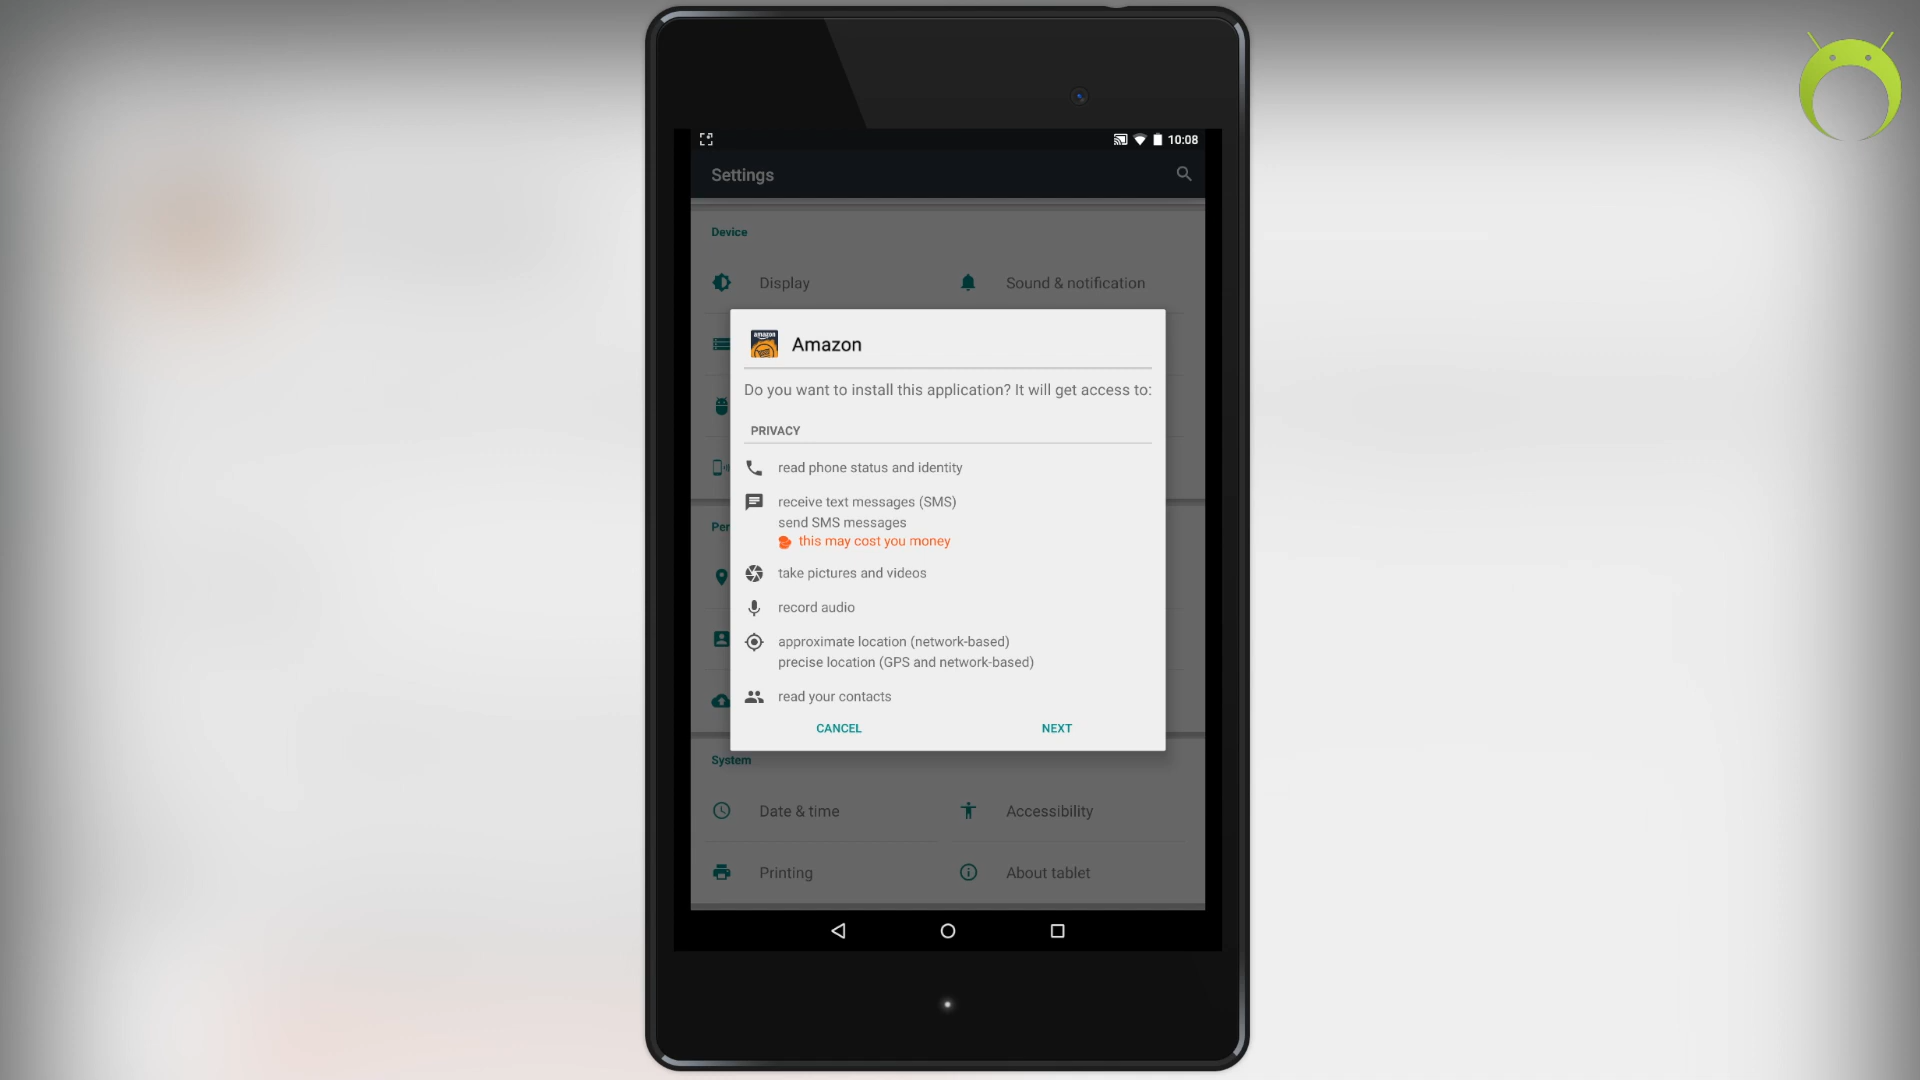 10:08
Settings
Device
Display
Sound & notification
amazon
Amazon
Do you want to install this application? It will get access to:
PRIVACY
read phone status and identity
receive text messages (SMS)
send SMS messages
this may cost you money
Per
take pictures and videos
record audio
approximate location (network-based)
precise location (GPS and network-based)
read your contacts
CANCEL
NEXT
System
Date & time
Accessibility
Printing
About tablet